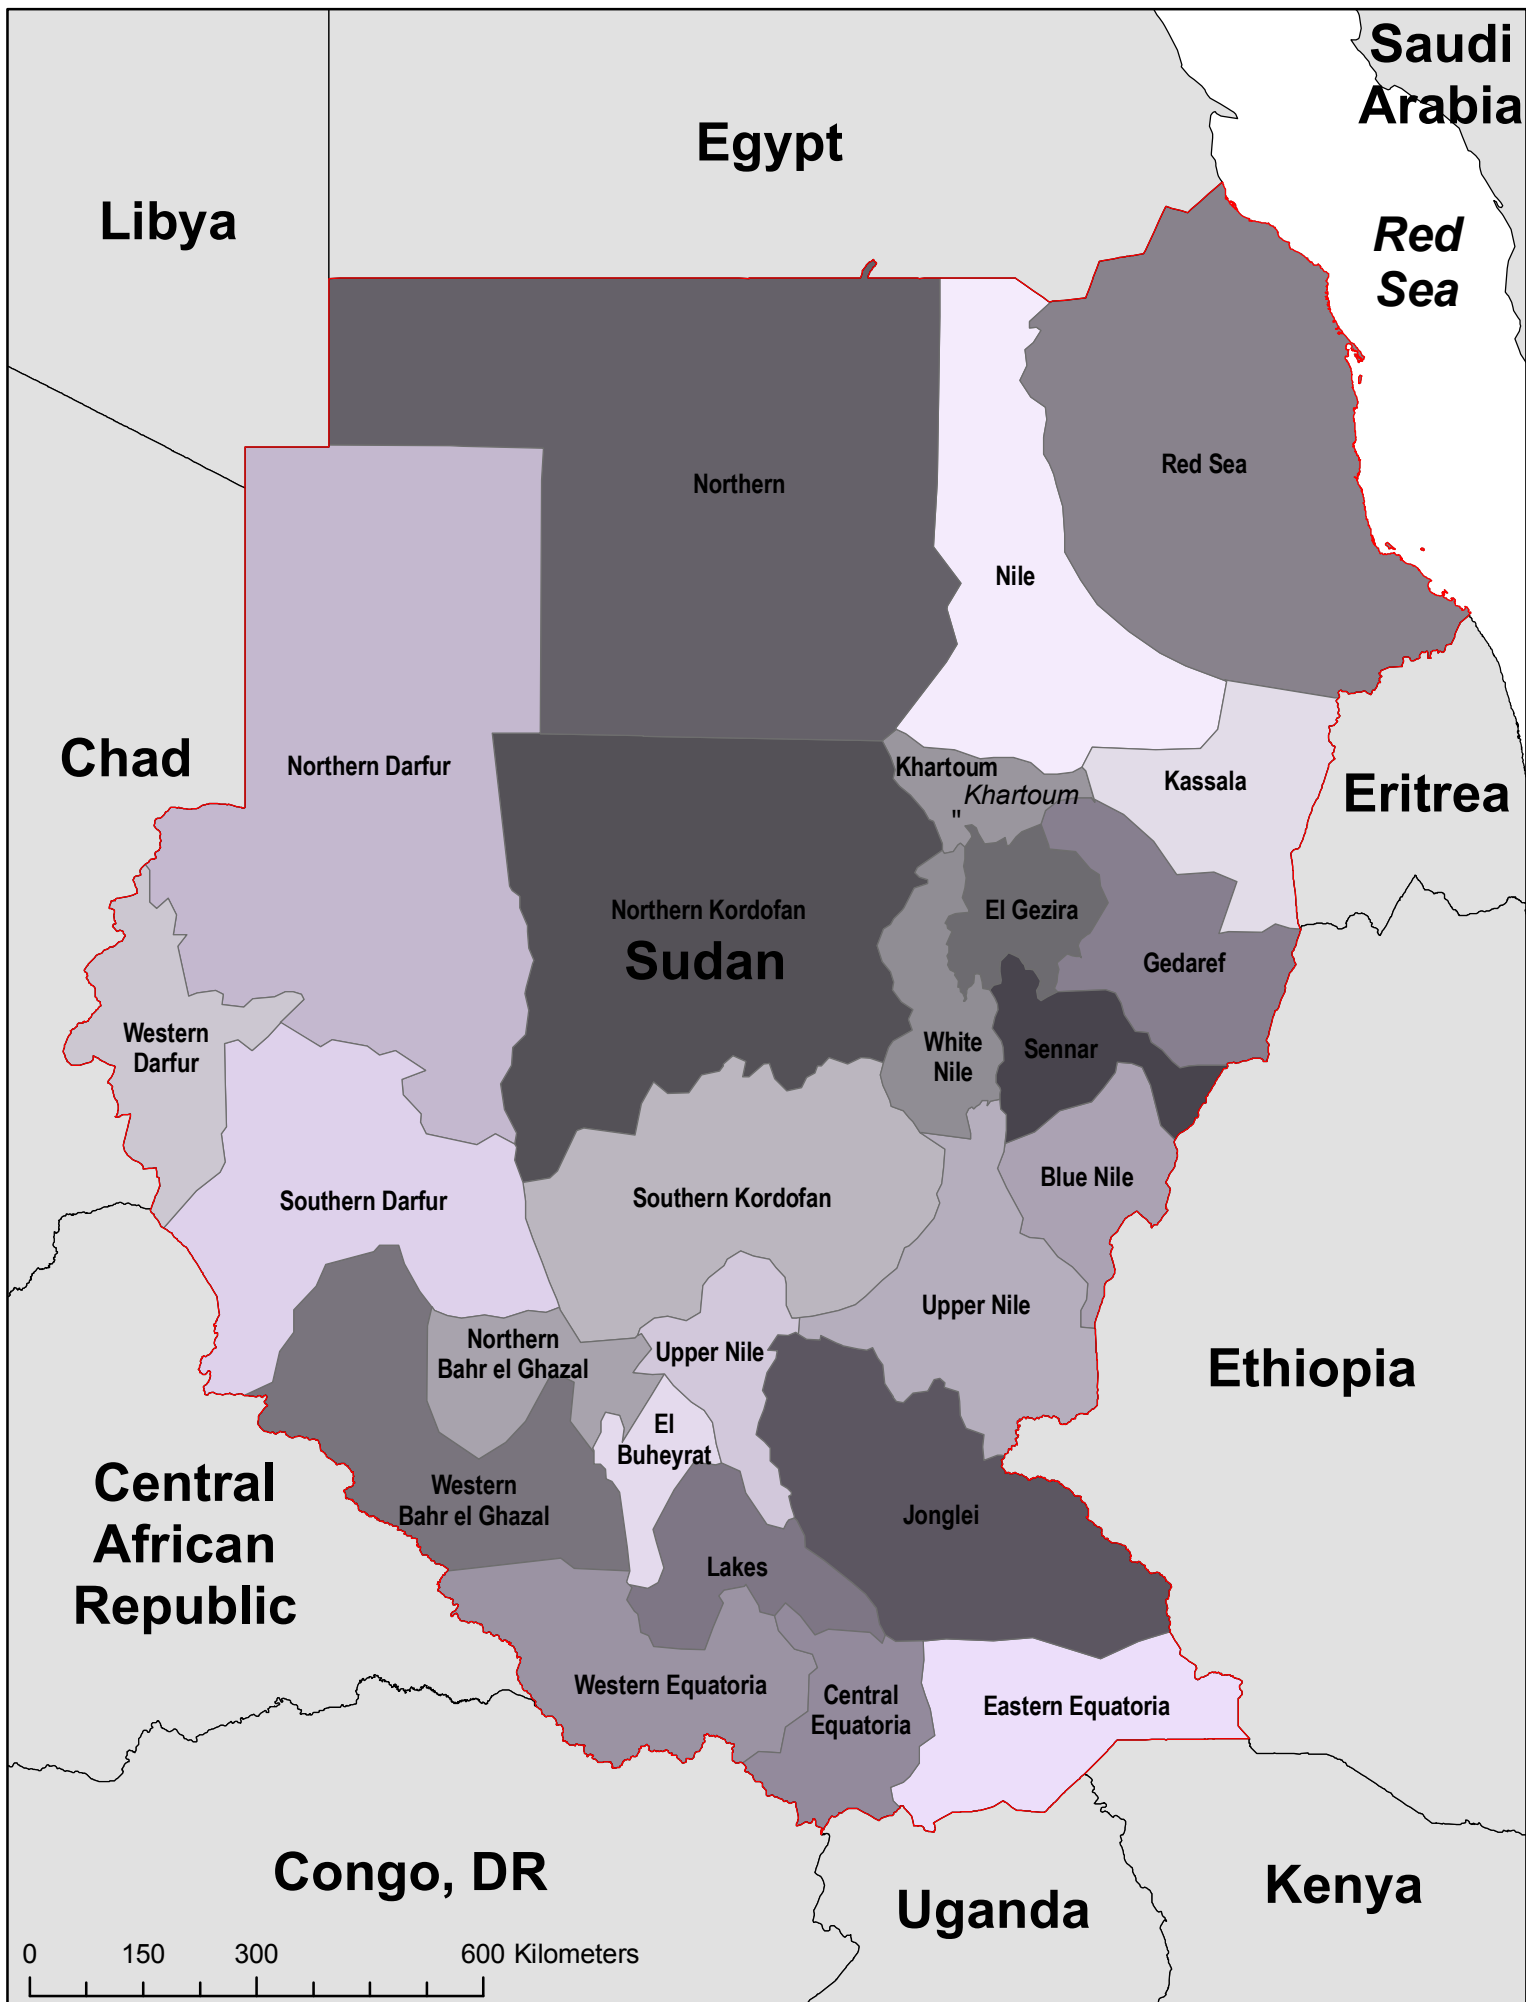 Saudi
Arabia
Egypt
Libya
Red
Sea
Red Sea
Northern
Nile
Chad
Northern Darfur
Khartoum
Khartoum
"
Kassala
Eritrea
Northern Kordofan
El Gezira
Sudan
Gedaref
Western
Darfur
White
Nile
Sennar
Blue Nile
Southern Darfur
Southern Kordofan
Upper Nile
Northern
Bahr el Ghazal
Upper Nile
Ethiopia
El
Buheyrat
Central
African
Republic
Western
Bahr el Ghazal
Jonglei
Lakes
Western Equatoria
Central
Equatoria
Eastern Equatoria
Congo, DR
Uganda
Kenya
0 150 300 600 Kilometers